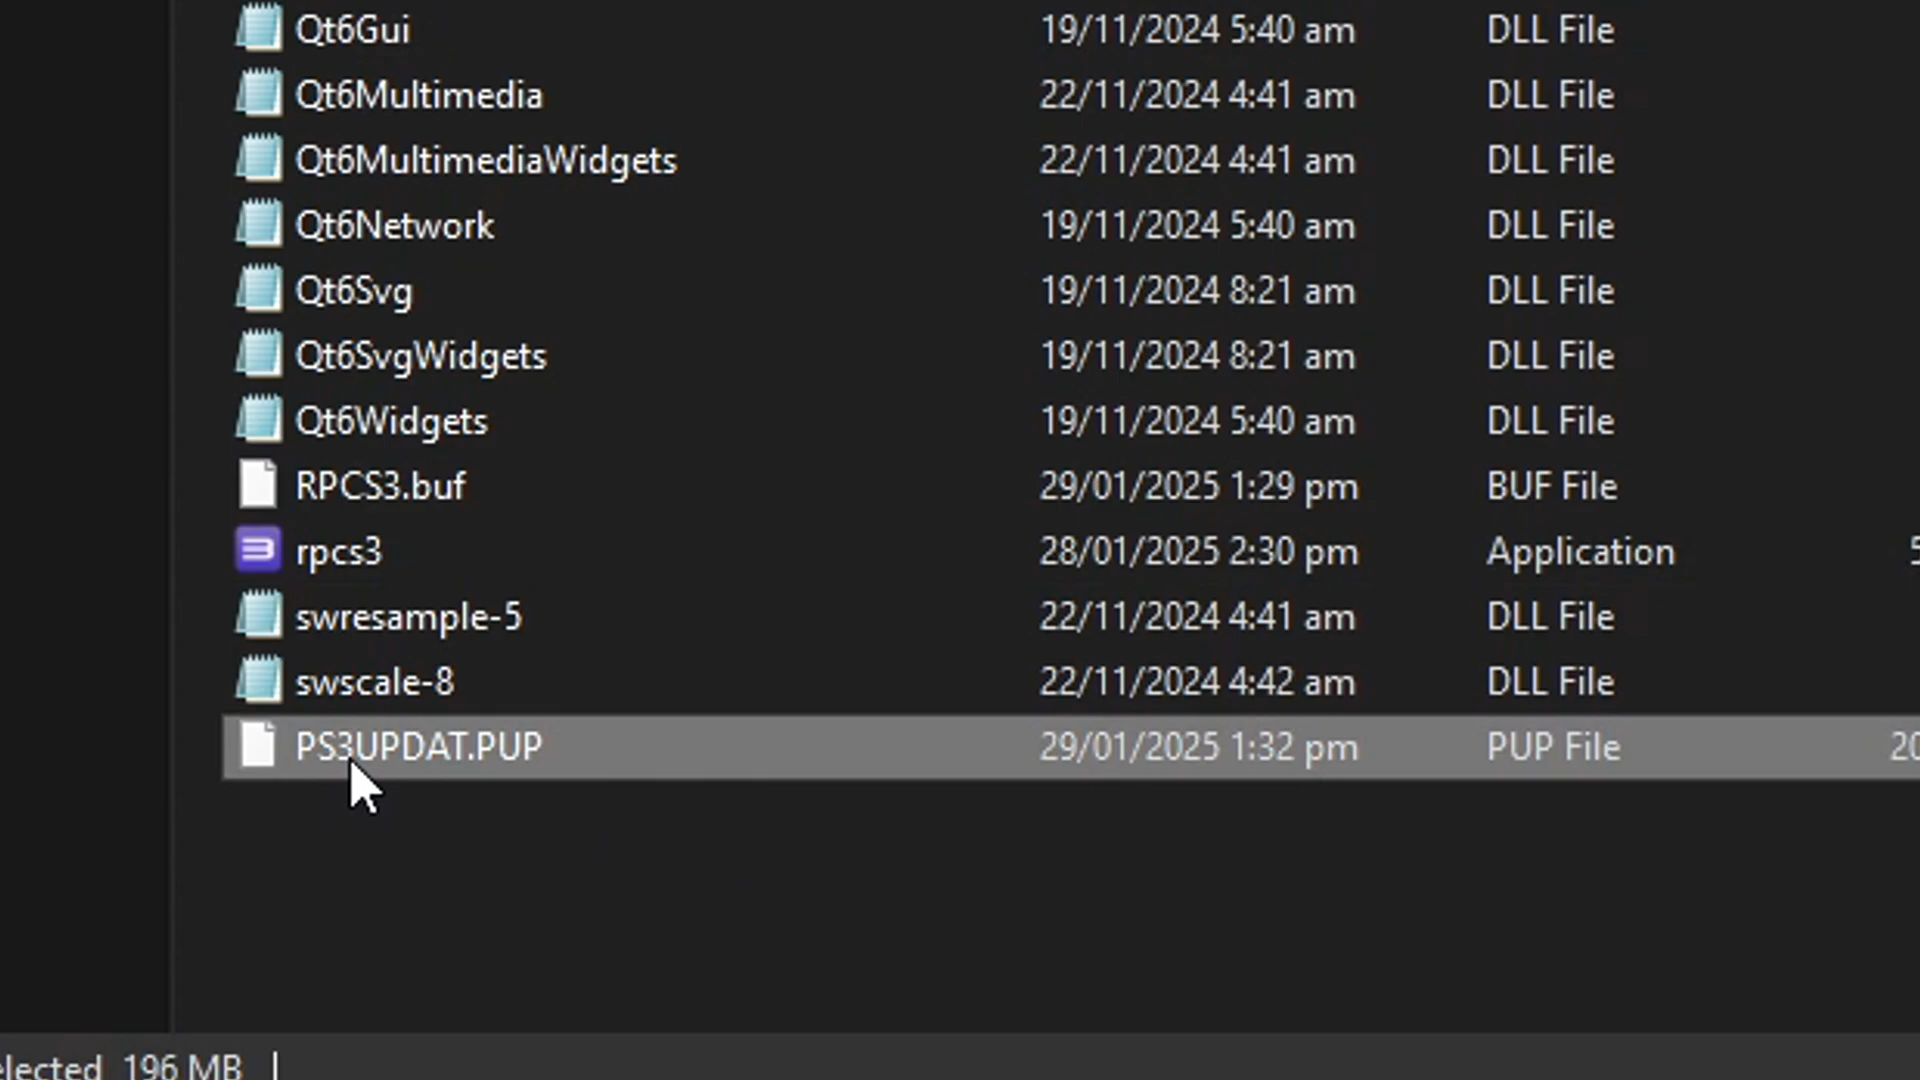 Qt6Gui 19/11/2024 5:40 am DLL File
Qt6Multimedia 22/11/2024 4:41 am DLL File
Qt6MultimediaWidgets 22/11/2024 4:41 am DLL File
Qt6Network 19/11/2024 5:40 am DLL File
Qt6Svg 19/11/2024 8:21 am DLL File
Qt6SvgWidgets 19/11/2024 8:21 am DLL File
Qt6Widgets 19/11/2024 5:40 am DLL File
RPCS3.buf 29/01/2025 1:29 pm BUF File
rpcs3 28/01/2025 2:30 pm Application 5
swresample-5 22/11/2024 4:41 am DLL File
swscale-8 22/11/2024 4:42 am DLL File
PS3UPDAT.PUP 29/01/2025 1:32 pm PUP File 20
elected 196 MB